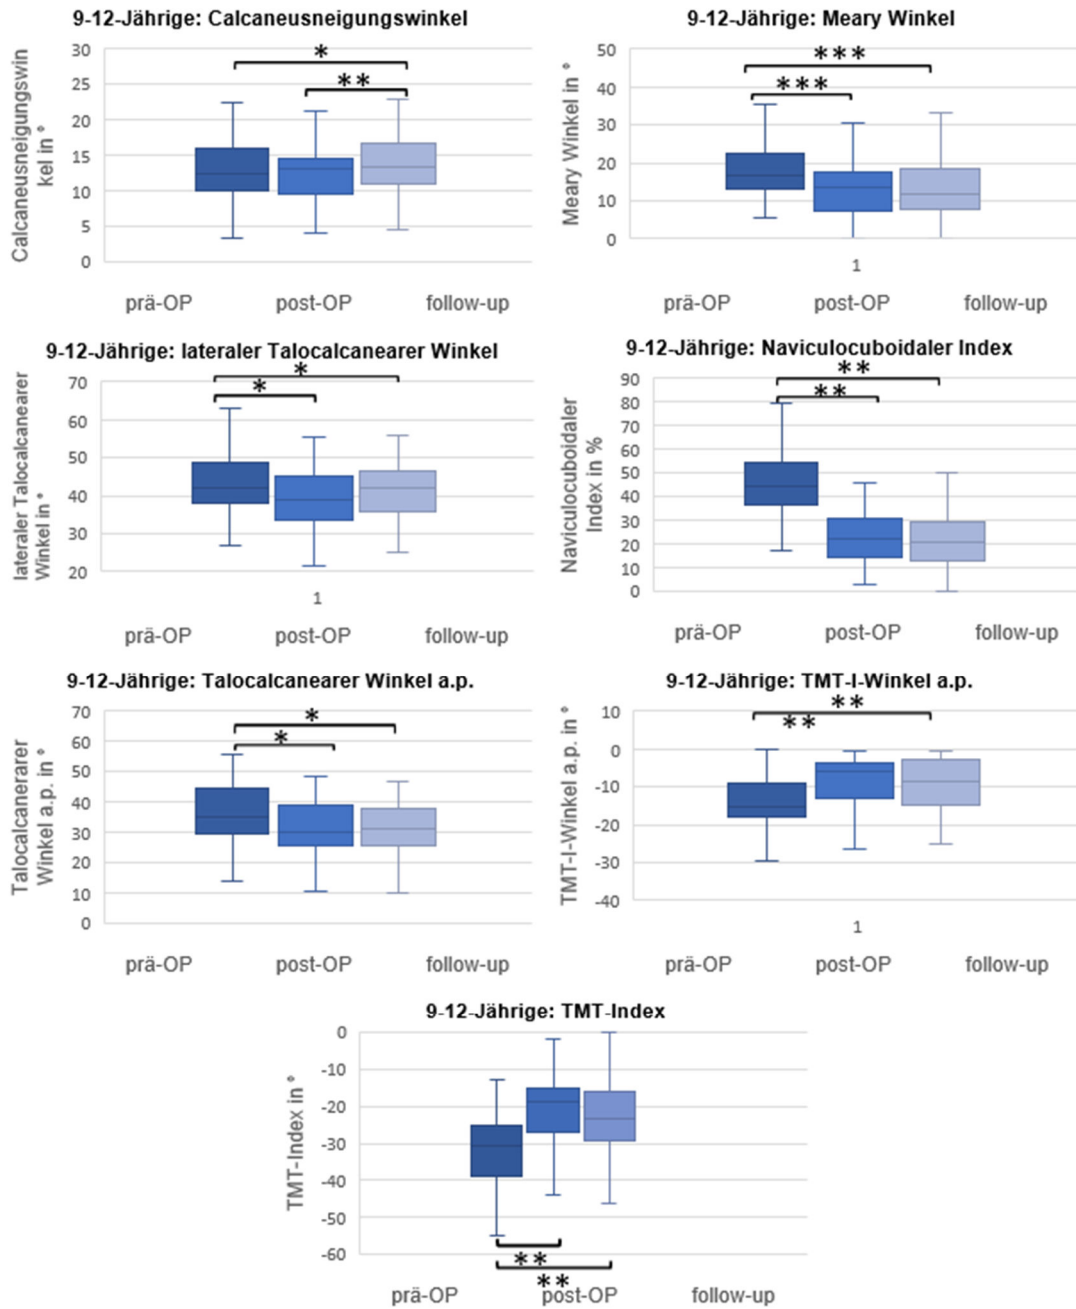 9-12-Jährige: Calcaneusneigungswinkel
*
**
30
25
20
15
10
5
0
Calcaneusneigungswin
kel in °
prä-OP post-OP follow-up
9-12-Jährige: Meary Winkel
***
***
50
40
30
20
10
0
Meary Winkel in °
1
prä-OP post-OP follow-up
9-12-Jährige: lateraler Talocalcanearer Winkel
*
*
70
60
50
40
30
20
lateraler Talocalcanearer
Winkel in °
1
prä-OP post-OP follow-up
9-12-Jährige: Naviculocuboidaler Index
**
**
90
80
70
60
50
40
30
20
10
0
Naviculocuboidaler
Index in %
prä-OP post-OP follow-up
9-12-Jährige: Talocalcanearer Winkel a.p.
*
*
70
60
50
40
30
20
10
0
Talocalcanerarer
Winkel a.p. in °
prä-OP post-OP follow-up
9-12-Jährige: TMT-I-Winkel a.p.
**
**
10
0
-10
-20
-30
-40
TMT-I-Winkel a.p. in °
1
prä-OP post-OP follow-up
9-12-Jährige: TMT-Index
0
-10
-20
-30
-40
-50
-60
TMT-Index in °
**
**
prä-OP post-OP follow-up